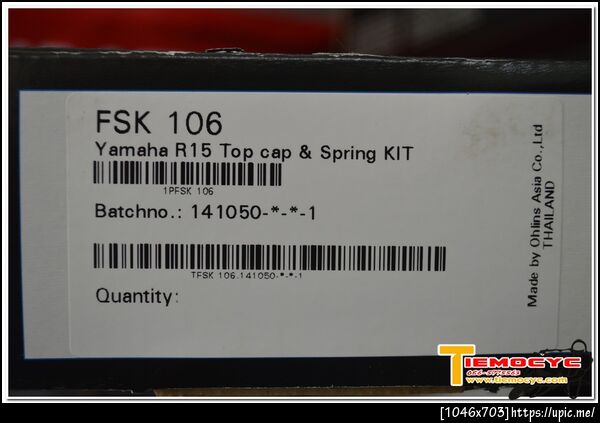 FSK 106
Yamaha R15 Top cap & Spring KIT
1PFSK 106
Batchno.: 141050-*-*-1
TFSK 106.141050-*-*-1
Quantity:
Made by Ohlins Asia Co.,Ltd
THAILAND
TIEMOCYC
www.tiemocyc.com
[1046x703]https://upic.me/